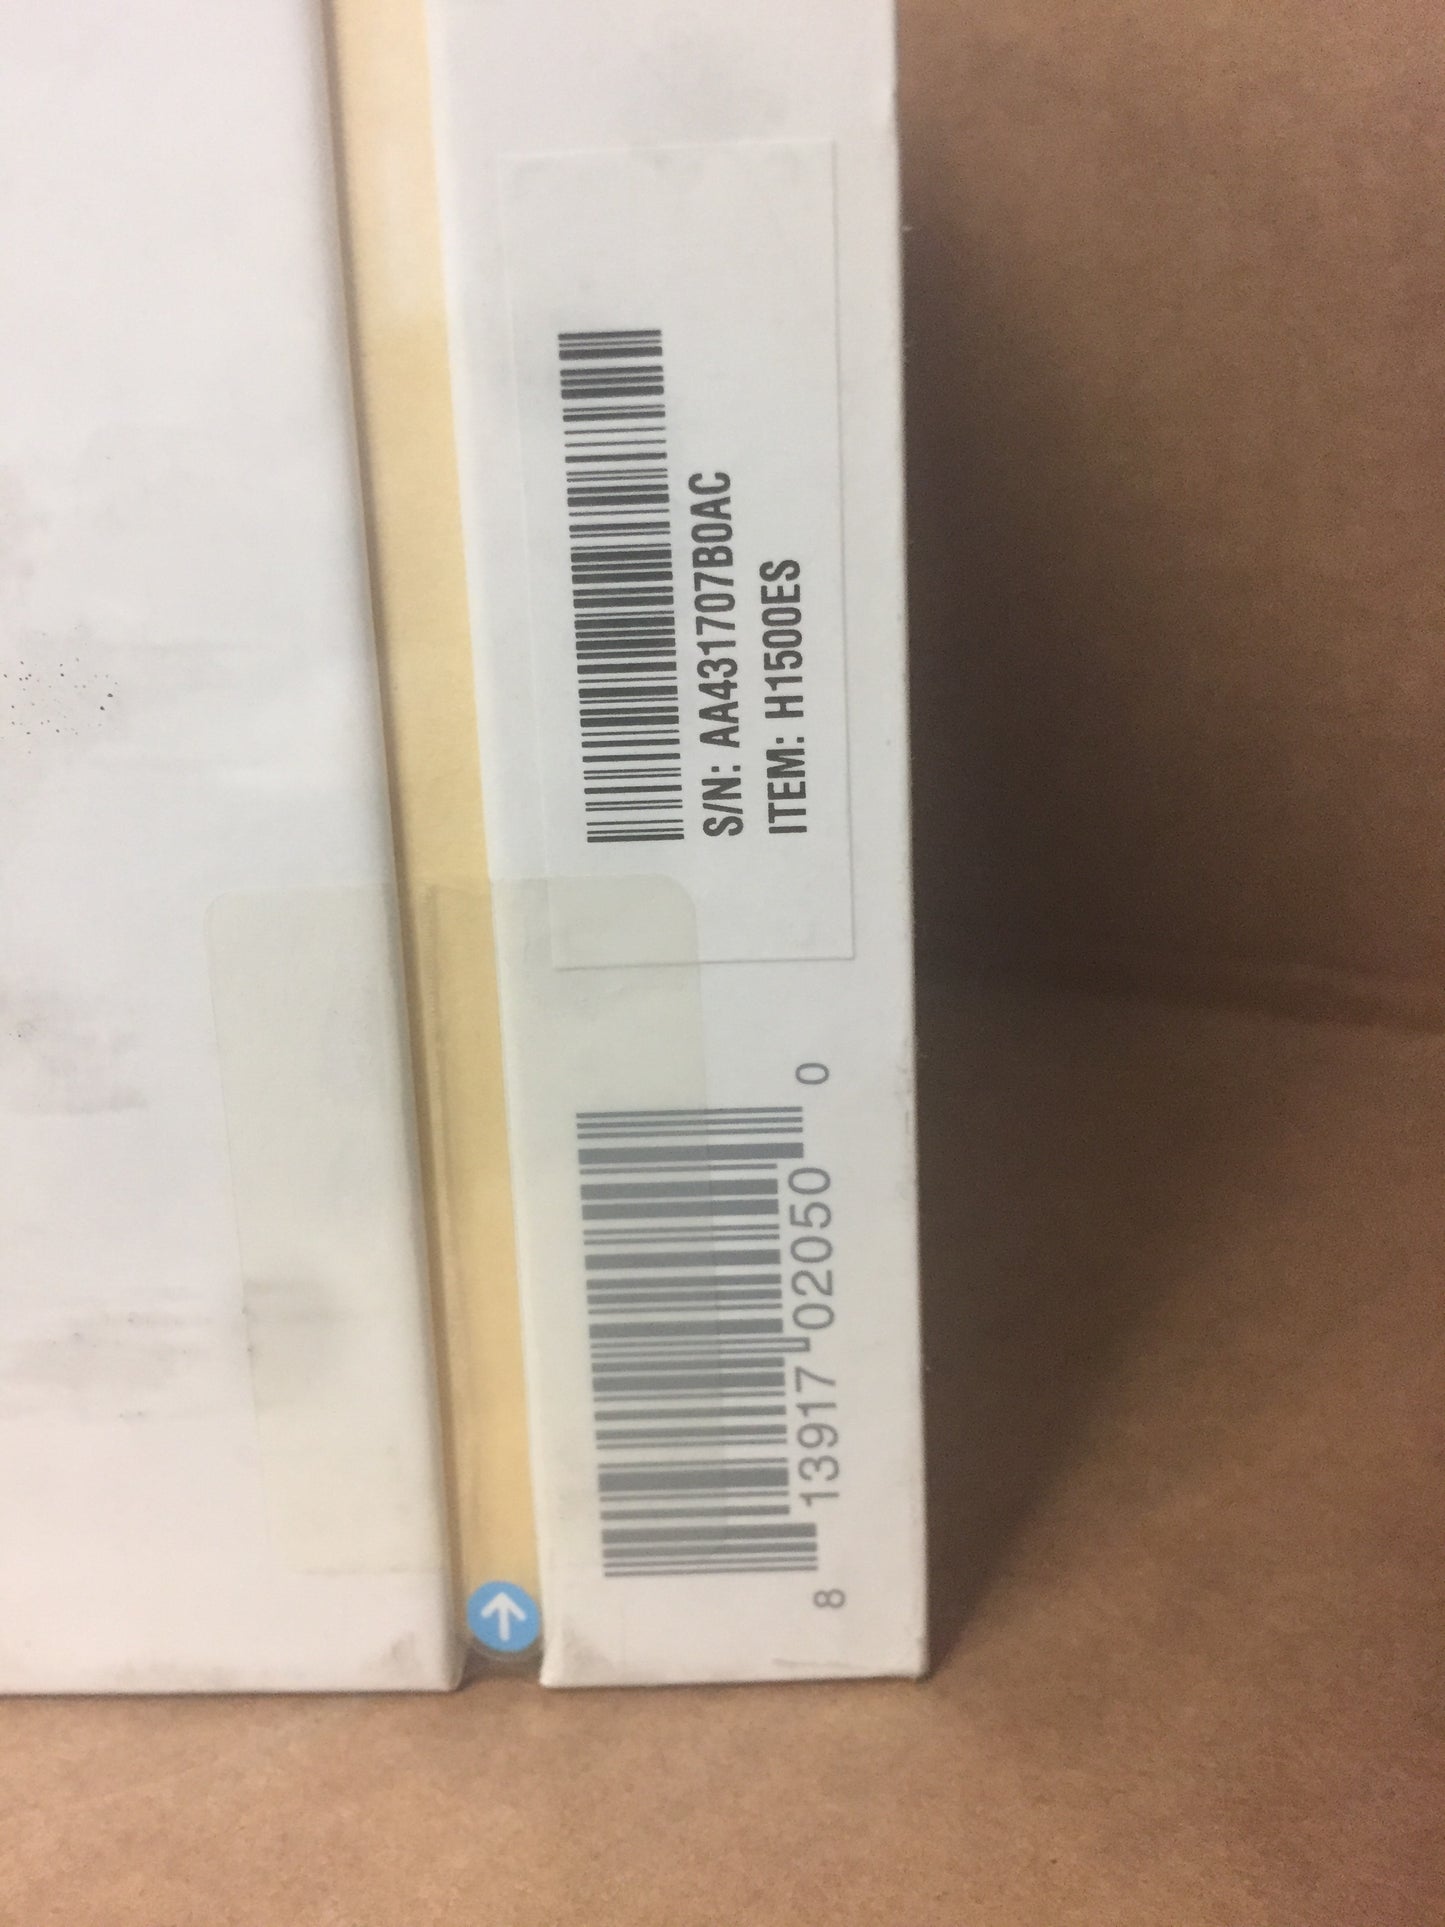 S/N: AA431707B0AC
ITEM: H1500ES
8 13917 02050 0